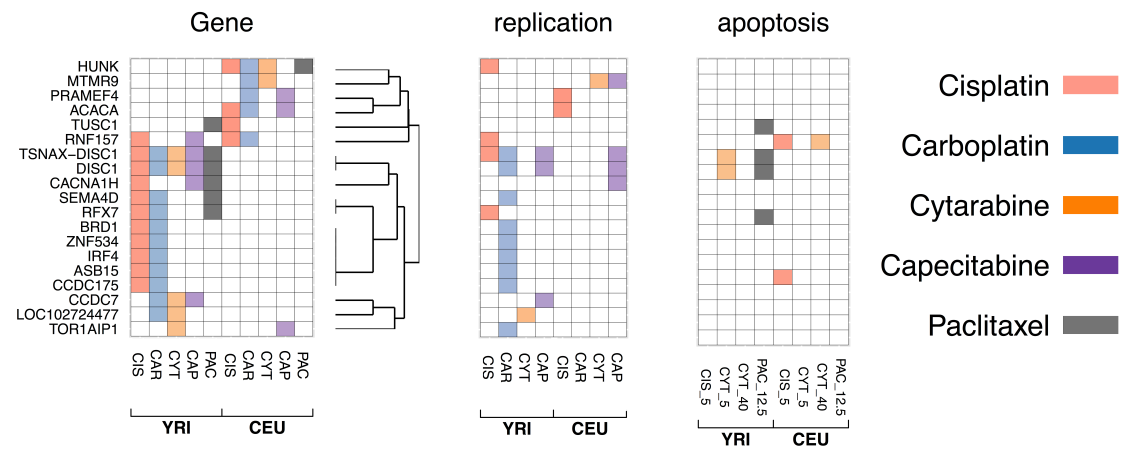 Gene
replication
apoptosis
HUNK
MTMR9
PRAMEF4
ACACA
TUSC1
RNF157
TSNAX−DISC1
DISC1
CACNA1H
SEMA4D
RFX7
BRD1
ZNF534
IRF4
ASB15
CCDC175
CCDC7
LOC102724477
TOR1AIP1
CIS
CAR
CYT
CAP
PAC
CIS
CAR
CYT
CAP
PAC
YRI
CEU
CIS
CAR
CYT
CAP
CIS
CAR
CYT
CAP
YRI
CEU
CIS_5
CYT_5
CYT_40
PAC_12.5
CIS_5
CYT_5
CYT_40
PAC_12.5
YRI
CEU
Cisplatin
Carboplatin
Cytarabine
Capecitabine
Paclitaxel